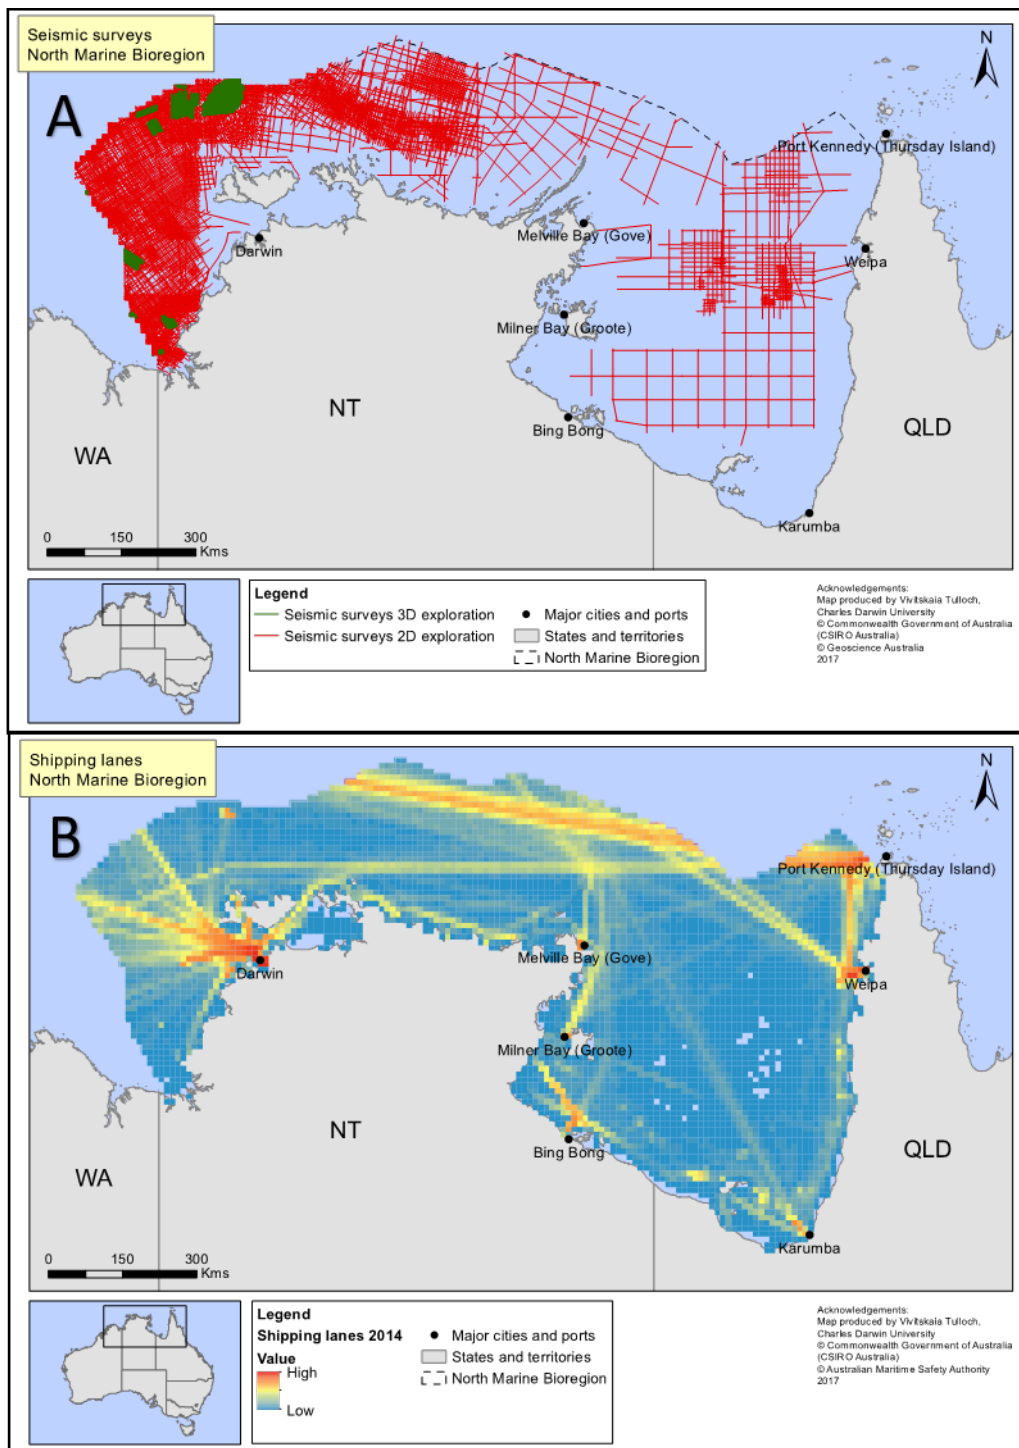 Seismic surveys
North Marine Bioregion
A
N
Port Kennedy (Thursday Island)
Melville Bay (Gove)
Darwin
Weipa
Milner Bay (Groote)
NT
Bing Bong
QLD
WA
Karumba
0 150 300
Kms
Legend
Seismic surveys 3D exploration
Seismic surveys 2D exploration
Major cities and ports
States and territories
North Marine Bioregion
Acknowledgements:
Map produced by Vivitskaia Tulloch,
Charles Darwin University
© Commonwealth Government of Australia
(CSIRO Australia)
© Geoscience Australia
2017
Shipping lanes
North Marine Bioregion
B
N
Port Kennedy (Thursday Island)
Melville Bay (Gove)
Darwin
Weipa
Milner Bay (Groote)
NT
Bing Bong
QLD
WA
Karumba
0 150 300
Kms
Legend
Shipping lanes 2014
Value
High
Low
Major cities and ports
States and territories
North Marine Bioregion
Acknowledgements:
Map produced by Vivitskaia Tulloch,
Charles Darwin University
© Commonwealth Government of Australia
(CSIRO Australia)
© Australian Maritime Safety Authority
2017